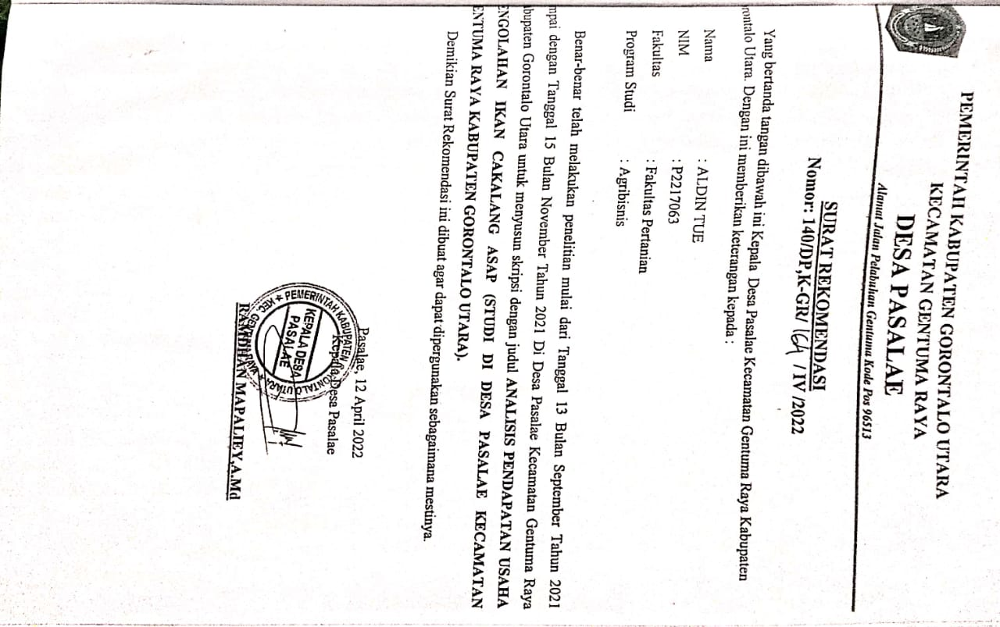 PEMERINTAH KABUPATEN GORONTALO UTARA
KECAMATAN GENTUMA RAYA
DESA PASALAE
Alamat Jalan Pelabuhan Gentuma Kode Pos 96513
SURAT REKOMENDASI
Nomor: 140/DP,K-GR/ 164 / IV /2022
Yang bertanda tangan dibawah ini Kepala Desa Pasalae Kecamatan Gentuma Raya Kabupaten
rontalo Utara. Dengan ini memberikan keterangan kepada :
Nama : ALDIN TUE
NIM : P2217063
Fakultas : Fakultas Pertanian
Program Studi : Agribisnis
Benar-benar telah melakukan penelitian mulai dari Tanggal 13 Bulan September Tahun 2021
mpai dengan Tanggal 15 Bulan November Tahun 2021 Di Desa Pasalae Kecamatan Gentuma Raya
abupaten Gorontalo Utara untuk menyusun skripsi dengan judul ANALISIS PENDAPATAN USAHA
ENGOLAHAN IKAN CAKALANG ASAP (STUDI DI DESA PASALAE KECAMATAN
ENTUMA RAYA KABUPATEN GORONTALO UTARA).
Demikian Surat Rekomendasi ini dibuat agar dapat dipergunakan sebagaimana mestinya.
Pasalae, 12 April 2022
Kepala Desa Pasalae
PEMERINTAH KABUPATEN GORONTALO UTARA
KEC. GENTUMA RAYA
KEPALA DESA
PASALAE
MAPALIEY,A.Md